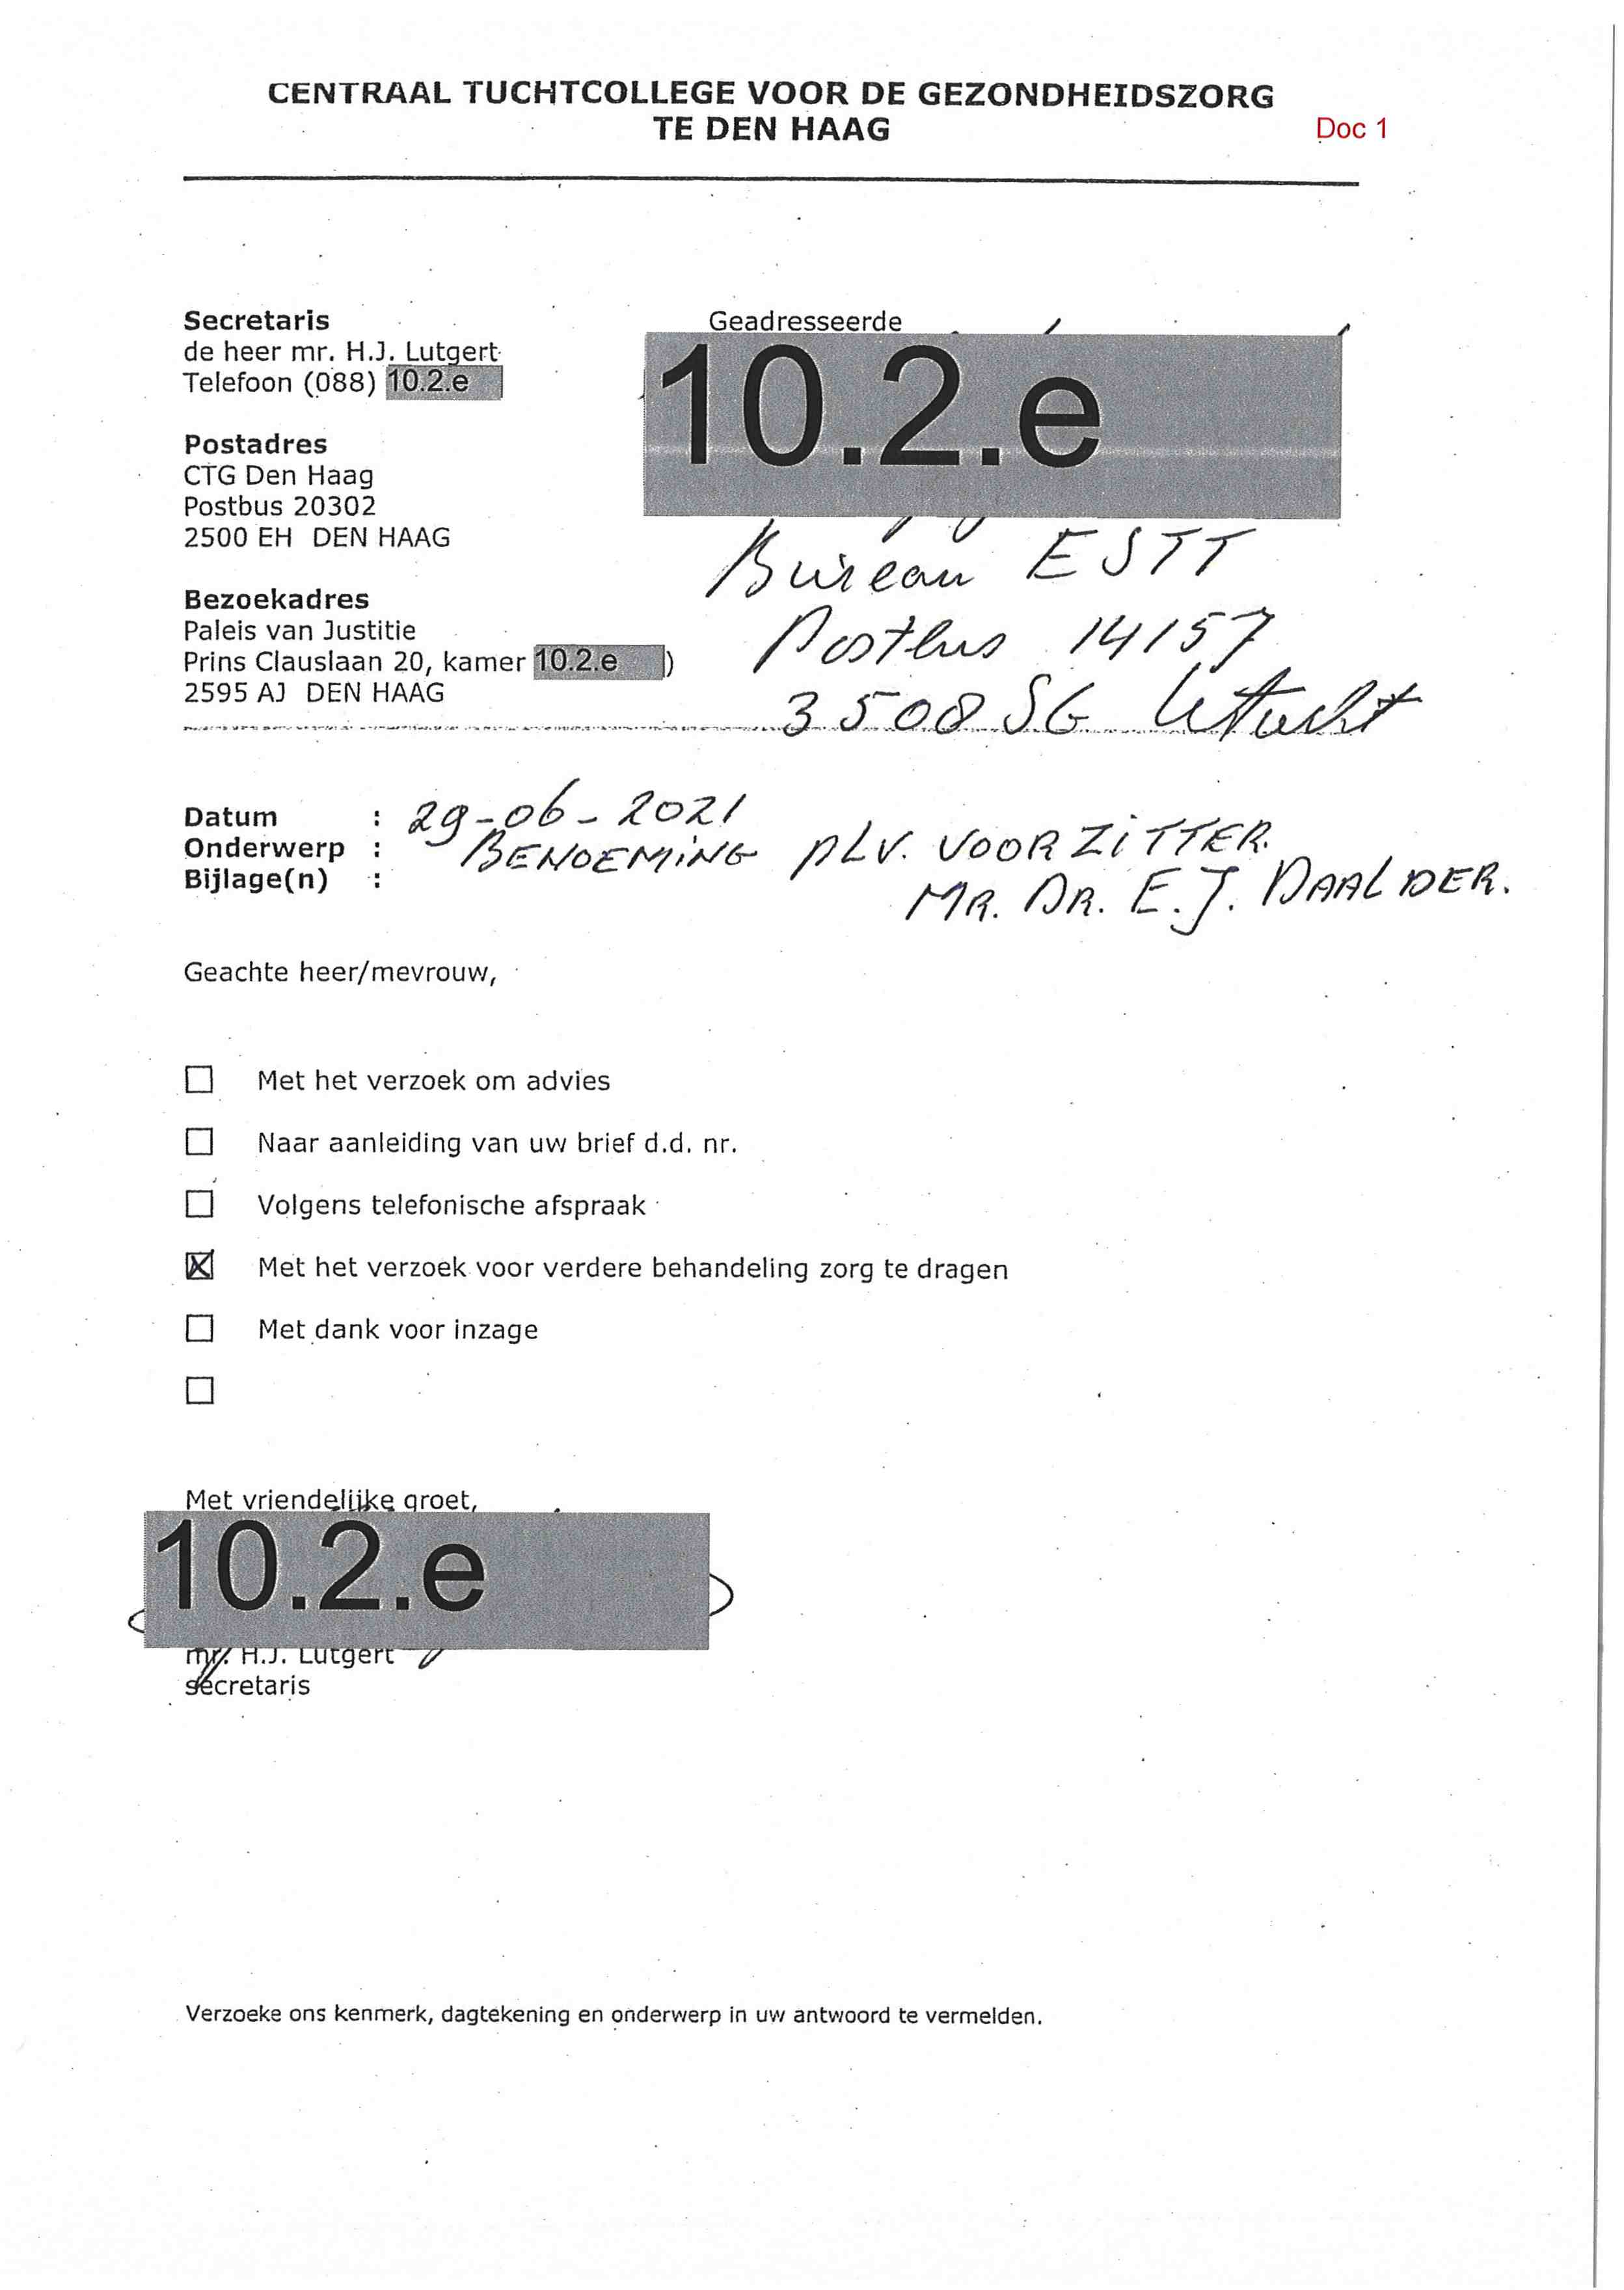 CENTRAAL TUCHTCOLLEGE VOOR DE GEZONDHEIDSZORG
TE DEN HAAG
Doc 1
Secretaris
de heer mr. H.J. Lutgert
Telefoon (088) 10.2.e
Postadres
CTG Den Haag
Postbus 20302
2500 EH DEN HAAG
Bezoekadres
Paleis van Justitie
Prins Clauslaan 20, kamer 10.2.e )
2595 AJ DEN HAAG
Geadresseerde
10.2.e
Bureau ESTT
Postbus 14157
3508 SG Utrecht
Datum : 29-06-2021
Onderwerp : BENOEMING PLV. VOORZITTER.
MR. DR. E.J. DAALDER.
Bijlage(n) :
Geachte heer/mevrouw,
Met het verzoek om advies
Naar aanleiding van uw brief d.d. nr.
Volgens telefonische afspraak
Met het verzoek voor verdere behandeling zorg te dragen
Met dank voor inzage
Met vriendelijke groet,
10.2.e
mr. H.J. Lutgert
secretaris
Verzoeke ons kenmerk, dagtekening en onderwerp in uw antwoord te vermelden.